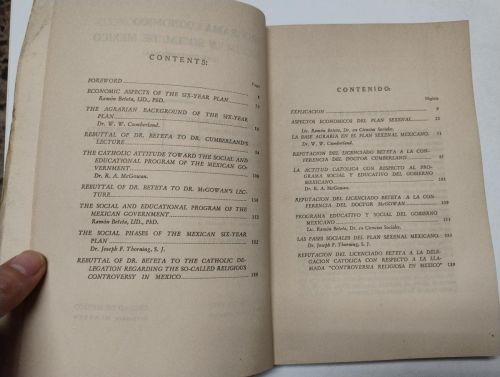 CONTENTS:
Page
FOREWORD
ECONOMIC ASPECTS OF THE SIX-YEAR PLAN
Ramón Beteta, IJD., PhD.
THE AGRARIAN BACKGROUND OF THE SIX-YEAR
PLAN
Dr. W. W. Cumberland.
REBUTTAL OF DR. BETETA TO DR. CUMBERLAND'S
LECTURE
THE CATHOLIC ATTITUDE TOWARD THE SOCIAL AND
EDUCATIONAL PROGRAM OF THE MEXICAN GO-
VERNMENT
Dr. R. A. McGowan.
REBUTTAL OF DR. BETETA TO DR. McGOWAN'S LEC-
TURE
THE SOCIAL AND EDUCATIONAL PROGRAM OF THE
MEXICAN GOVERNMENT
Ramón Beteta, IJD., PhD.
THE SOCIAL PHASES OF THE MEXICAN SIX-YEAR
PLAN
Dr. Joseph F. Thorning, S. J.
REBUTTAL OF DR. BETETA TO THE CATHOLIC DE-
LEGATION REGARDING THE SO-CALLED RELIGIOUS
CONTROVERSY IN MEXICO
CONTENIDO:
Página
EXPLICACION 9
ASPECTOS ECONOMICOS DEL PLAN SEXENAL
Lic. Ramón Beteta, Dr. en Ciencias Sociales.
LA BASE AGRARIA EN EL PLAN SEXENAL MEXICANO.
Dr. W. W. Cumberland.
REFUTACION DEL LICENCIADO BETETA A LA CON-
FERENCIA DEL DOCTOR CUMBERLAND
LA ACTITUD CATOLICA CON RESPECTO AL PRO-
GRAMA SOCIAL Y EDUCATIVO DEL GOBIERNO
MEXICANO
Dr. R. A. McGowan.
REFUTACION DEL LICENCIADO BETETA A LA CON-
FERENCIA DEL DOCTOR McGOWAN
PROGRAMA EDUCATIVO Y SOCIAL DEL GOBIERNO
MEXICANO
Lic. Ramón Beteta, Dr. en Ciencias Sociales.
LAS FASES SOCIALES DEL PLAN SEXENAL MEXICANO.
Dr. Joseph F. Thorning, S. J.
REFUTACION DEL LICENCIADO BETETA A LA DELE-
GACION CATOLICA CON RESPECTO A LA LLA-
MADA "CONTROVERSIA RELIGIOSA EN MEXICO"